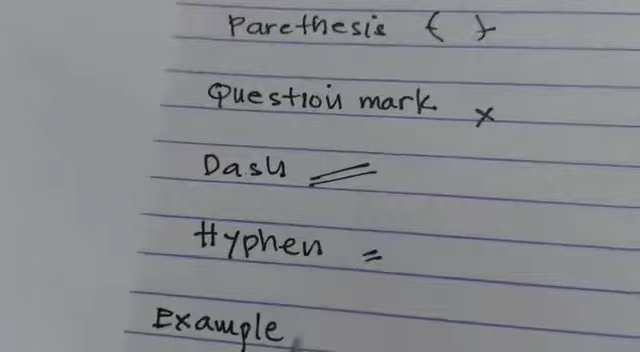 Parethesis { }
Question mark x
Dash //
Hyphen =
Example